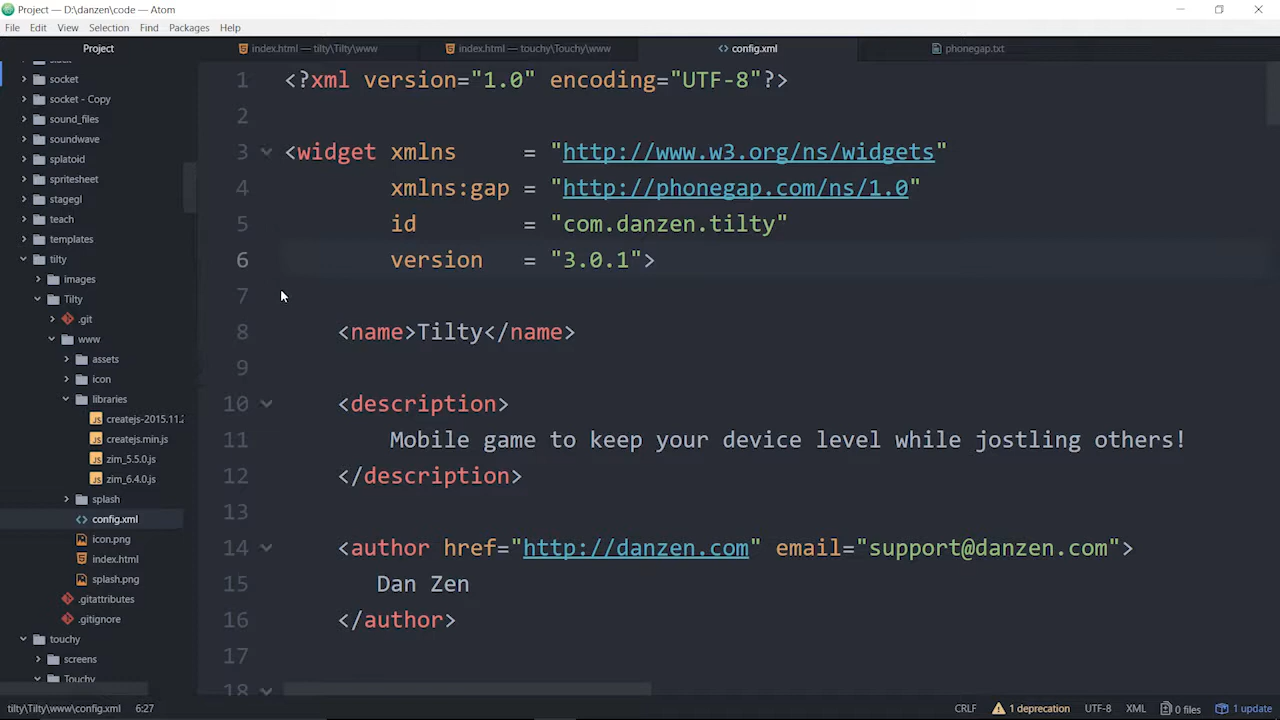 Project — D:\danzen\code — Atom
File Edit View Selection Find Packages Help
Project
index.html — tilty\Tilty\www
index.html — touchy\Touchy\www
config.xml
phonegap.txt
socket
socket - Copy
sound_files
soundwave
splatoid
spritesheet
stagegl
teach
templates
tilty
images
Tilty
.git
www
assets
icon
libraries
createjs-2015.11.
createjs.min.js
zim_5.5.0.js
zim_6.4.0.js
splash
config.xml
icon.png
index.html
splash.png
.gitattributes
.gitignore
touchy
screens
Touchy
1 <?xml version="1.0" encoding="UTF-8"?>
2
3 <widget xmlns = "http://www.w3.org/ns/widgets"
4 xmlns:gap = "http://phonegap.com/ns/1.0"
5 id = "com.danzen.tilty"
6 version = "3.0.1">
7
8 <name>Tilty</name>
9
10 <description>
11 Mobile game to keep your device level while jostling others!
12 </description>
13
14 <author href="http://danzen.com" email="support@danzen.com">
15 Dan Zen
16 </author>
17
18
tilty\Tilty\www\config.xml 6:27 CRLF 1 deprecation UTF-8 XML 0 files 1 update